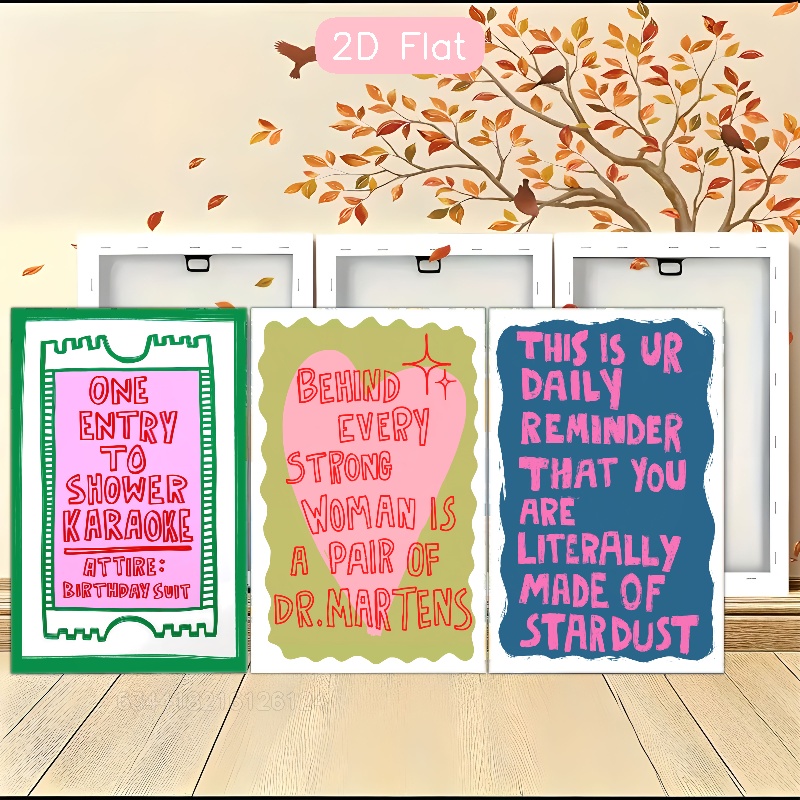 2D Flat
ONE
ENTRY
TO
SHOWER
KARAOKE
ATTIRE:
BIRTHDAY SUIT
BEHIND
EVERY
STRONG
WOMAN IS
A PAIR OF
DR.MARTENS
THIS IS UR
DAILY
REMINDER
THAT YOU
ARE
LITERALLY
MADE OF
STARDUST